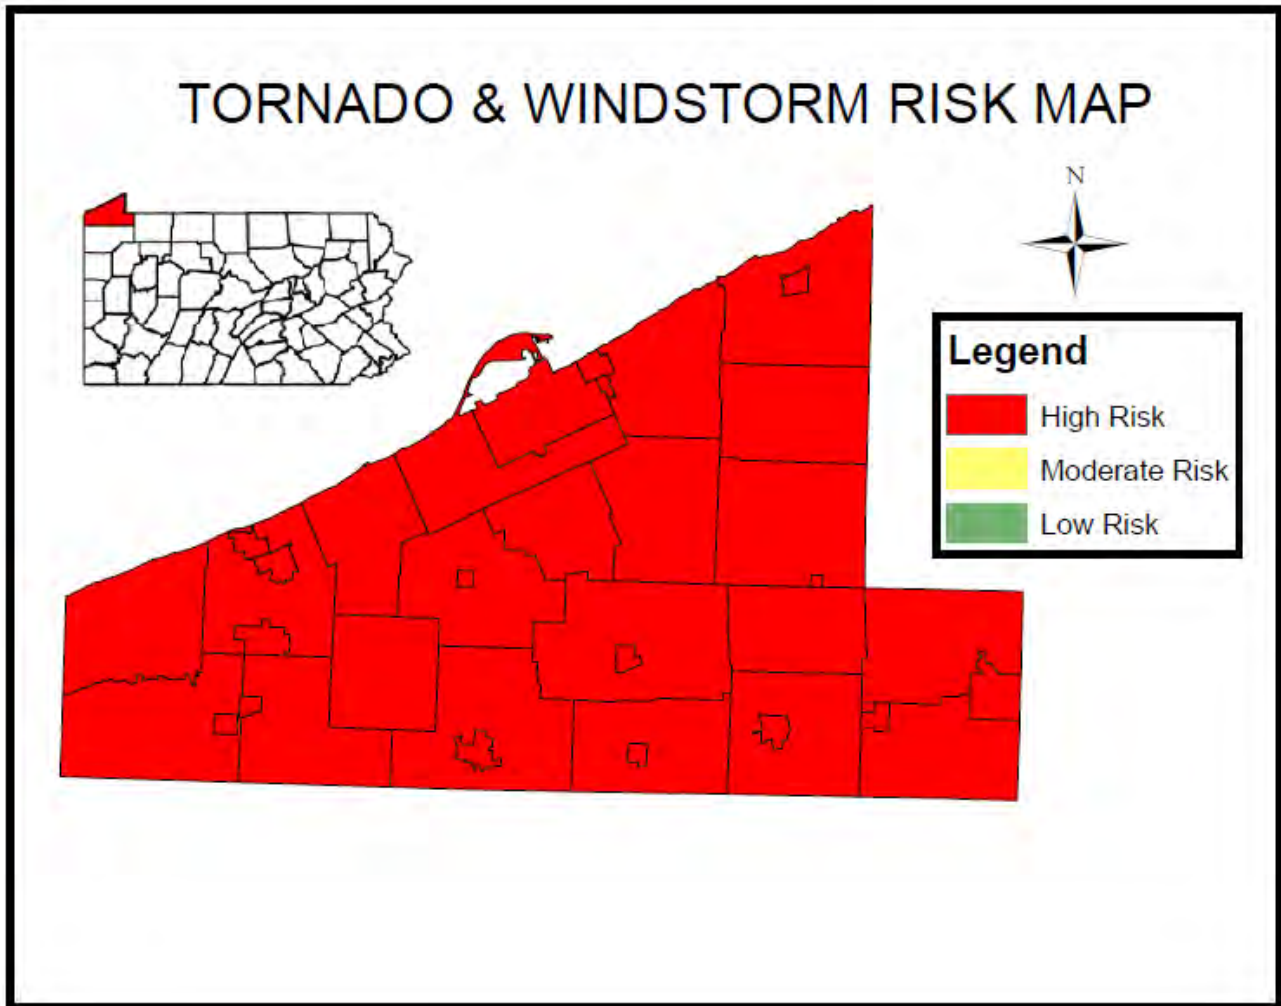 TORNADO & WINDSTORM RISK MAP
N
Legend
High Risk
Moderate Risk
Low Risk